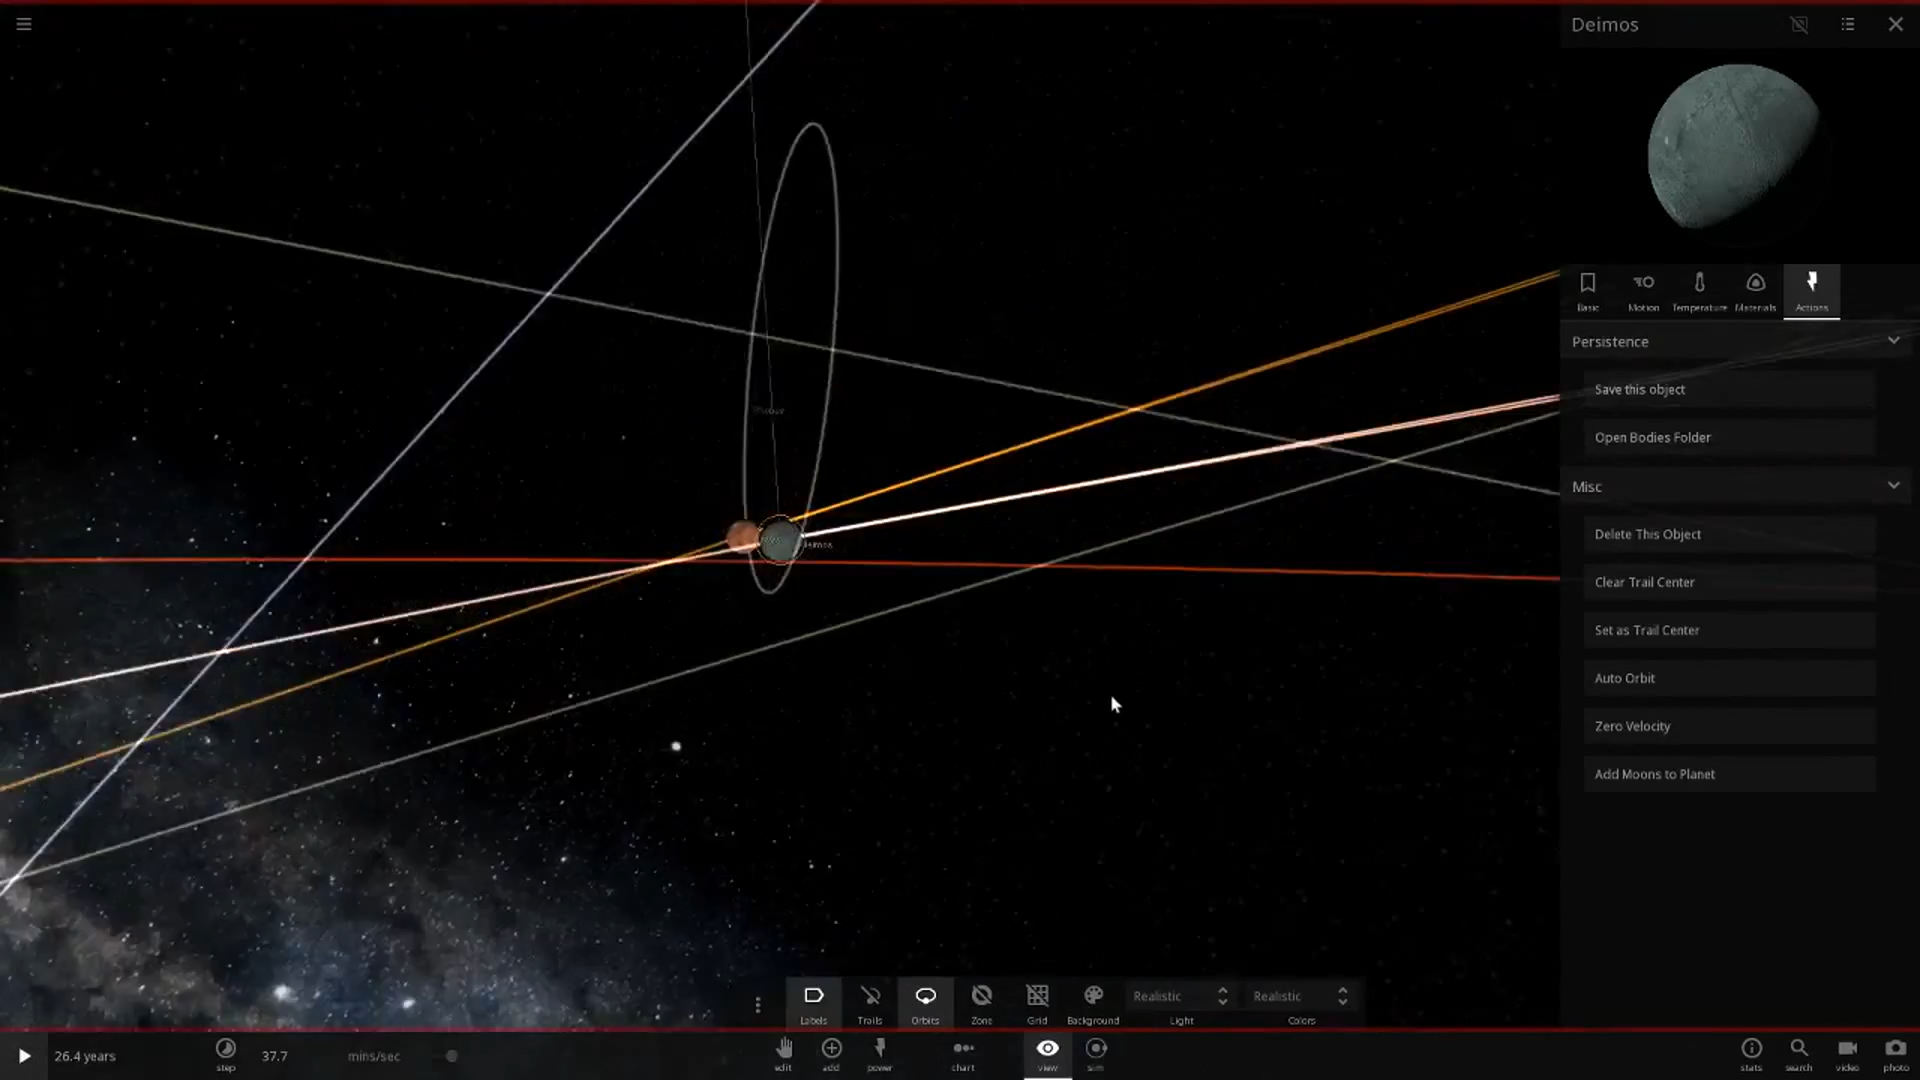 Deimos
Basic
Motion
Temperature
Materials
Actions
Persistence
Save this object
Open Bodies Folder
Misc
Delete This Object
Clear Trail Center
Set as Trail Center
Auto Orbit
Zero Velocity
Add Moons to Planet
Deimos
Labels
Trails
Orbits
Zone
Grid
Background
Realistic
Light
Realistic
Colors
26.4 years
step
37.7
mins/sec
edit
add
power
chart
view
sim
stats
search
video
photo